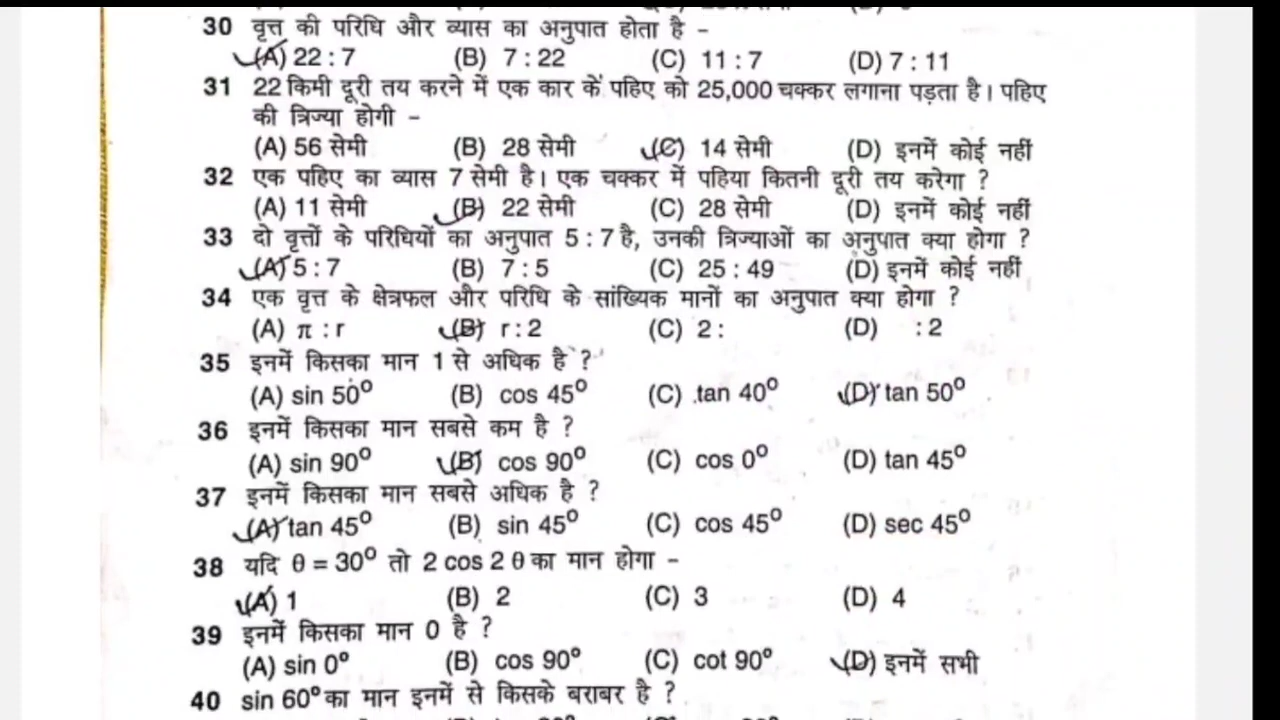 30 वृत्त की परिधि और व्यास का अनुपात होता है -
(A) 22 : 7 (B) 7 : 22 (C) 11 : 7 (D) 7 : 11
31 22 किमी दूरी तय करने में एक कार के पहिए को 25,000 चक्कर लगाना पड़ता है। पहिए
की त्रिज्या होगी -
(A) 56 सेमी (B) 28 सेमी (C) 14 सेमी (D) इनमें कोई नहीं
32 एक पहिए का व्यास 7 सेमी है। एक चक्कर में पहिया कितनी दूरी तय करेगा ?
(A) 11 सेमी (B) 22 सेमी (C) 28 सेमी (D) इनमें कोई नहीं
33 दो वृत्तों के परिधियों का अनुपात 5 : 7 है, उनकी त्रिज्याओं का अनुपात क्या होगा ?
(A) 5 : 7 (B) 7 : 5 (C) 25 : 49 (D) इनमें कोई नहीं
34 एक वृत्त के क्षेत्रफल और परिधि के सांख्यिक मानों का अनुपात क्या होगा ?
(A) π : r (B) r : 2 (C) 2 : (D) : 2
35 इनमें किसका मान 1 से अधिक है ?
(A) sin 50° (B) cos 45° (C) tan 40° (D) tan 50°
36 इनमें किसका मान सबसे कम है ?
(A) sin 90° (B) cos 90° (C) cos 0° (D) tan 45°
37 इनमें किसका मान सबसे अधिक है ?
(A) tan 45° (B) sin 45° (C) cos 45° (D) sec 45°
38 यदि θ = 30° तो 2 cos 2 θ का मान होगा -
(A) 1 (B) 2 (C) 3 (D) 4
39 इनमें किसका मान 0 है ?
(A) sin 0° (B) cos 90° (C) cot 90° (D) इनमें सभी
40 sin 60° का मान इनमें से किसके बराबर है ?